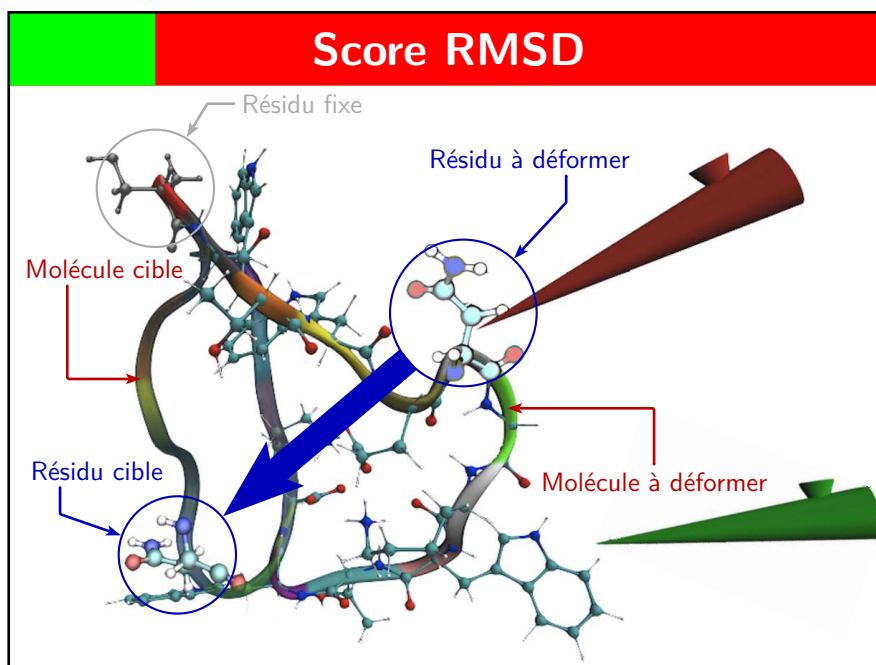 Score RMSD
Résidu fixe
Résidu à déformer
Molécule cible
Résidu cible
Molécule à déformer